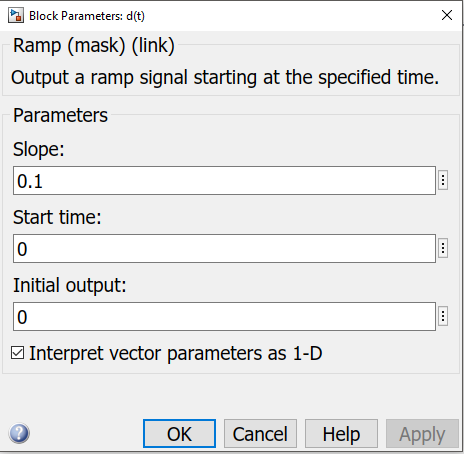 Block Parameters: d(t)
Ramp (mask) (link)
Output a ramp signal starting at the specified time.
Parameters
Slope:
0.1
Start time:
0
Initial output:
0
Interpret vector parameters as 1-D
? OK Cancel Help Apply